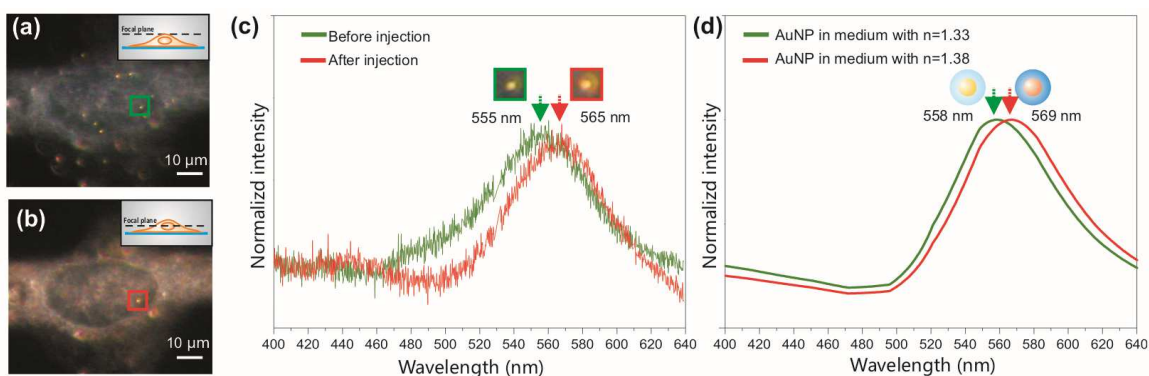 (a)
Focal plane
10 μm
(b)
Focal plane
10 μm
(c)
Before injection
After injection
555 nm
565 nm
Normalizd intensity
400 420 440 460 480 500 520 540 560 580 600 620 640
Wavelength (nm)
(d)
AuNP in medium with n=1.33
AuNP in medium with n=1.38
558 nm
569 nm
Normalizd intensity
400 420 440 460 480 500 520 540 560 580 600 620 640
Wavelength (nm)